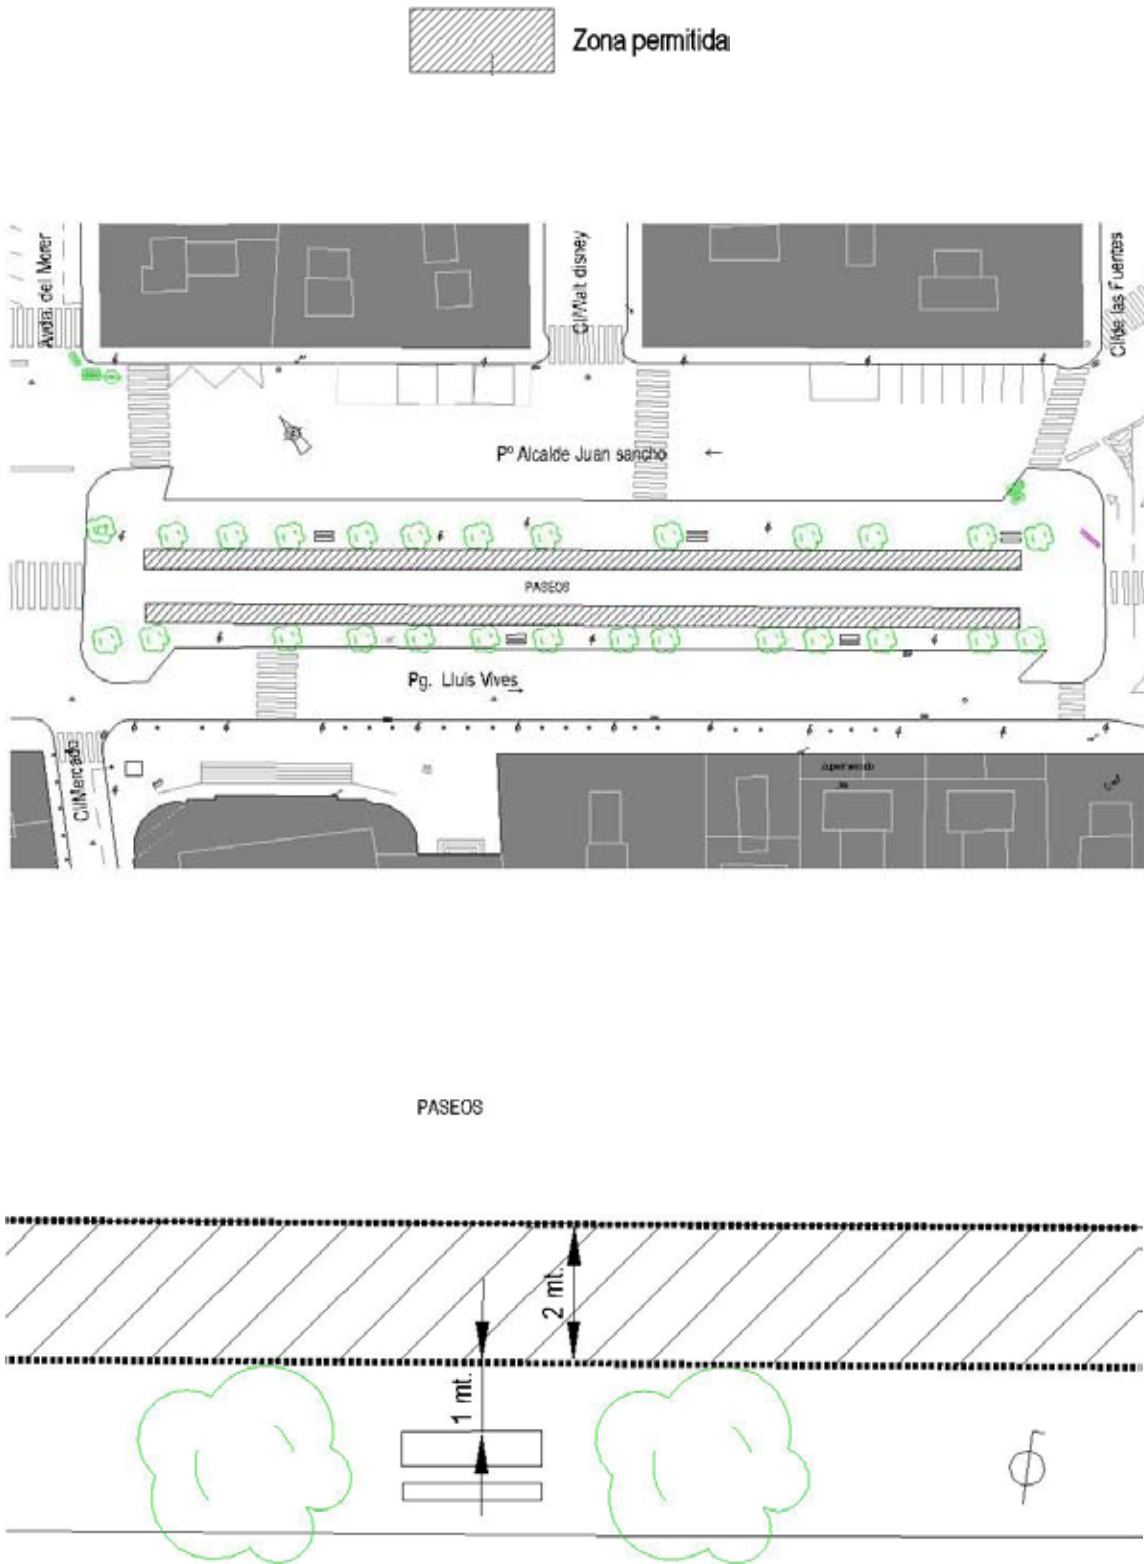 Zona permitida
Avda. del Morer
C//Walt disney
C//de las Fuentes
Pº Alcalde Juan sancho
PASEOS
Pg. Lluis Vives
C//Mercado
PASEOS
2 mt.
1 mt.